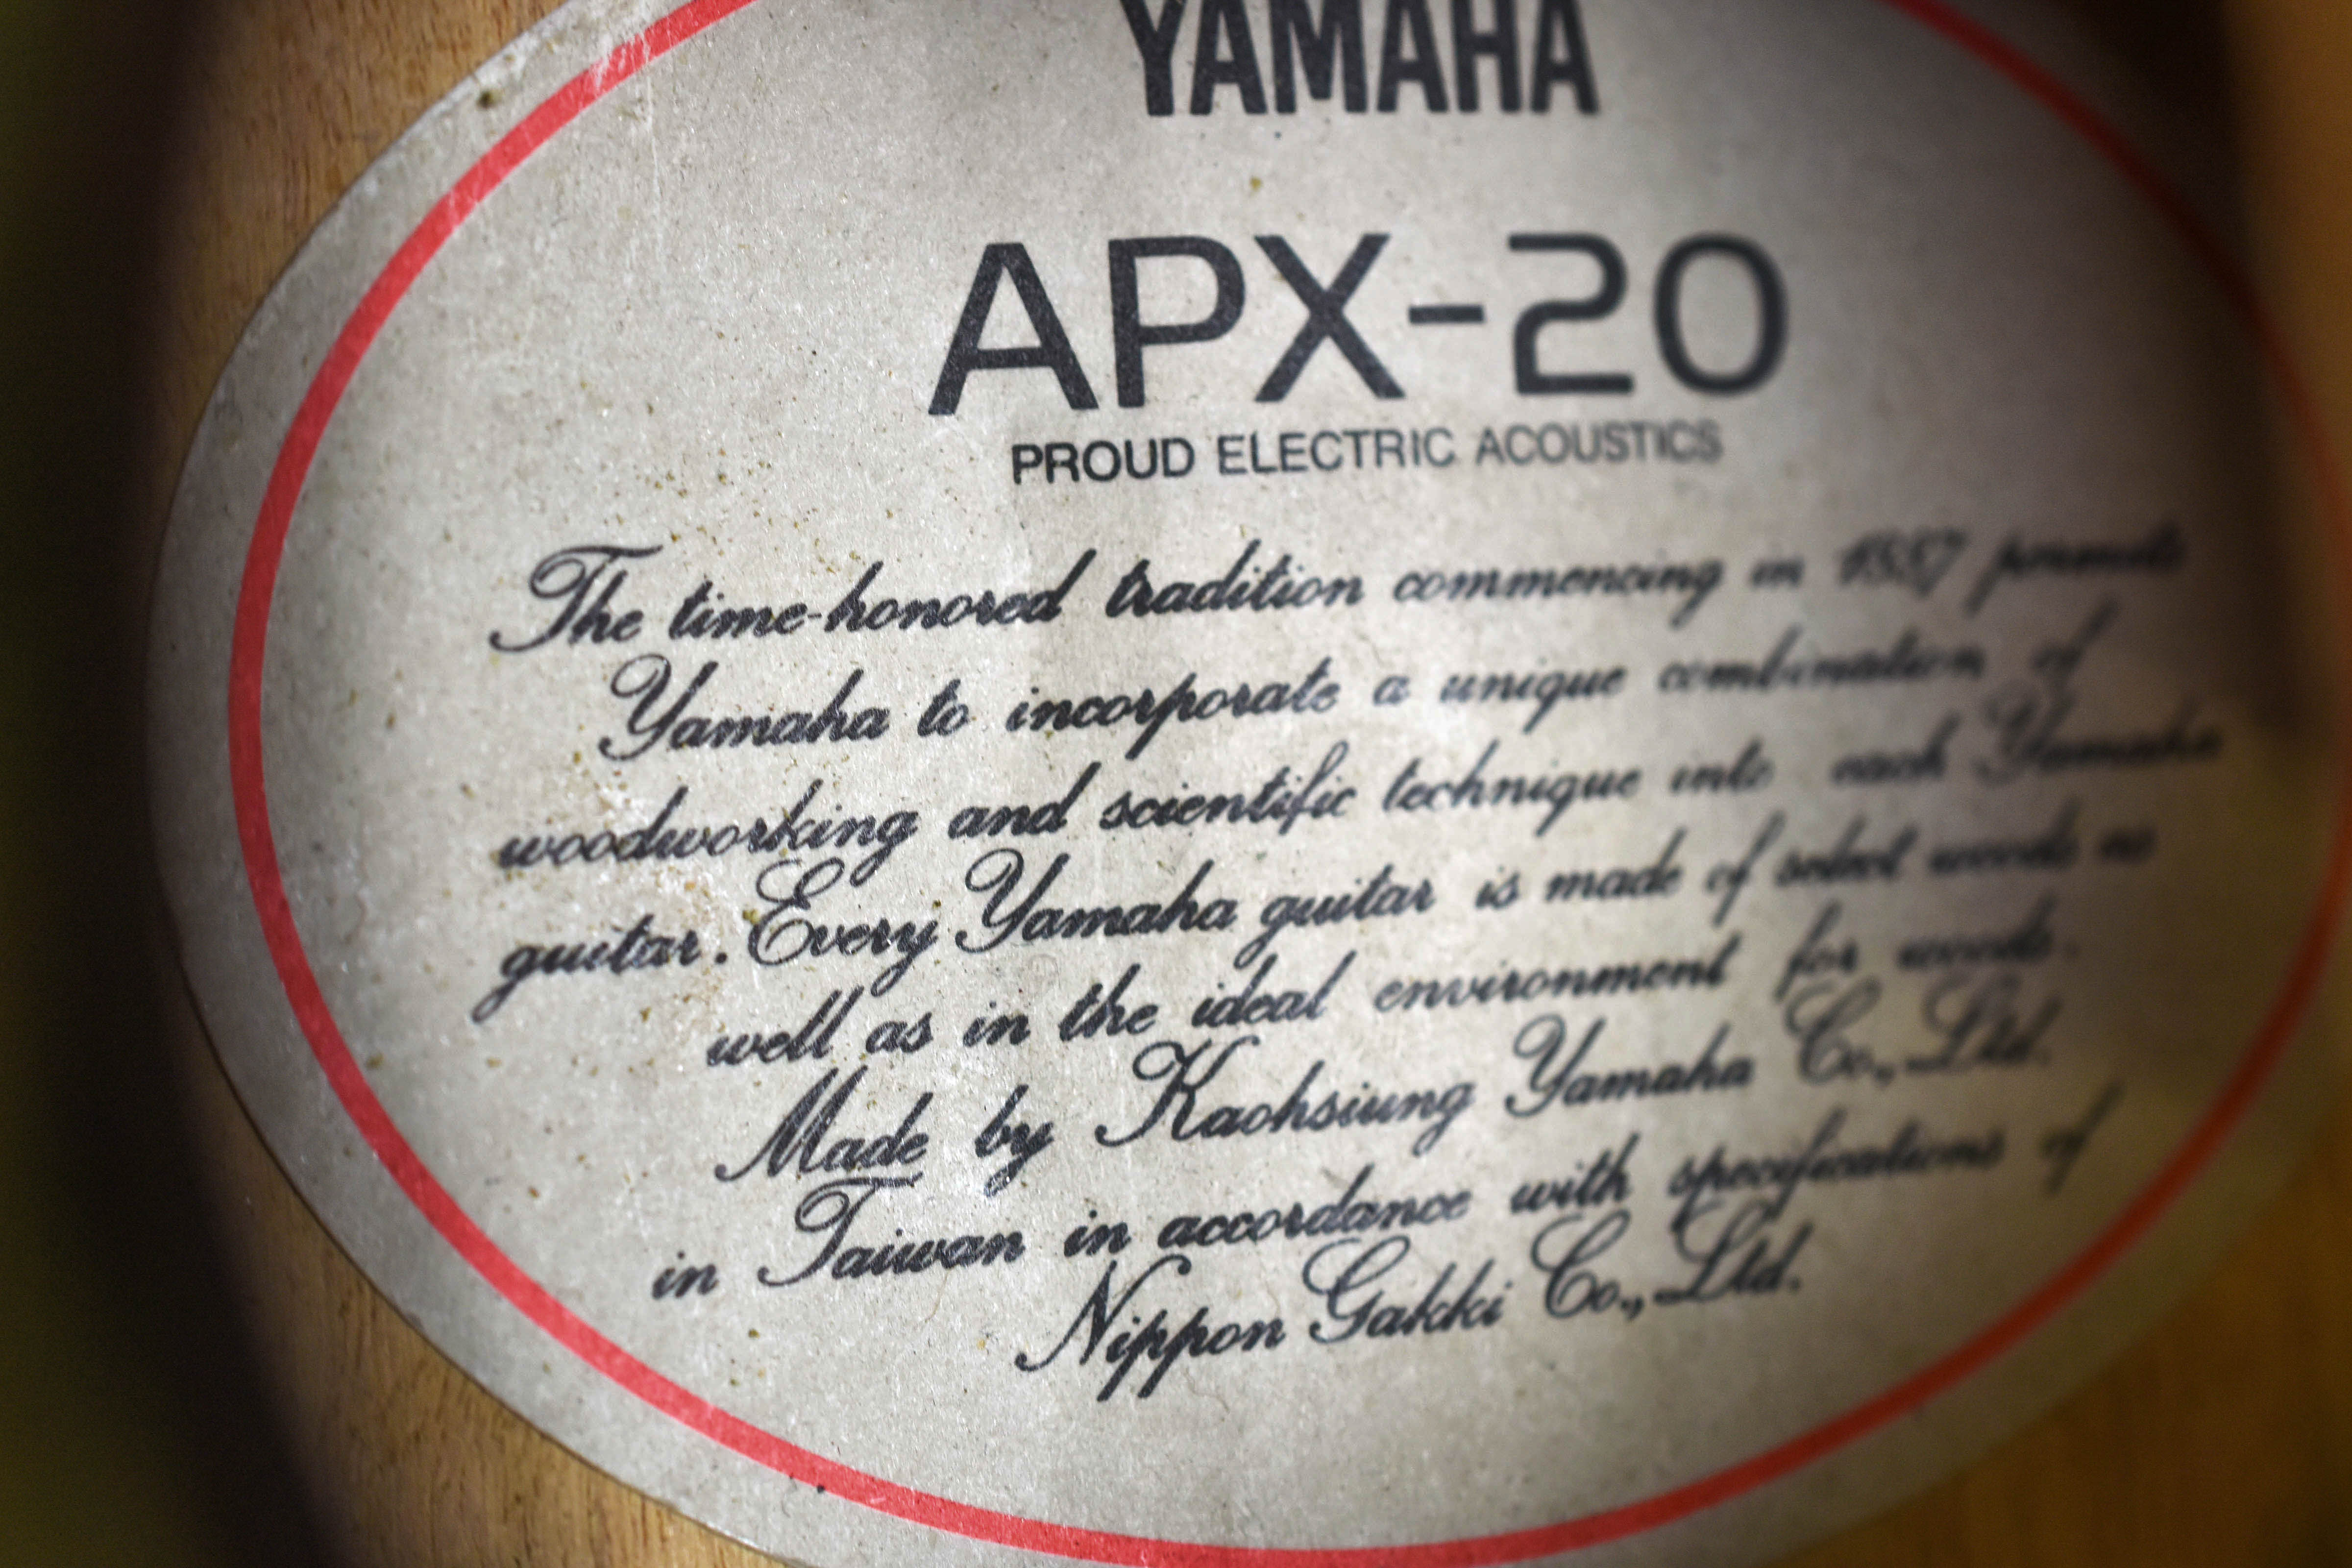 YAMAHA
APX-20
PROUD ELECTRIC ACOUSTICS
The time-honored tradition commencing in 1887 permits
Yamaha to incorporate a unique combination of
woodworking and scientific technique into each Yamaha
guitar. Every Yamaha guitar is made of select woods as
well as in the ideal environment for woods.
Made by Kaohsiung Yamaha Co., Ltd.
in Taiwan in accordance with specifications of
Nippon Gakki Co., Ltd.